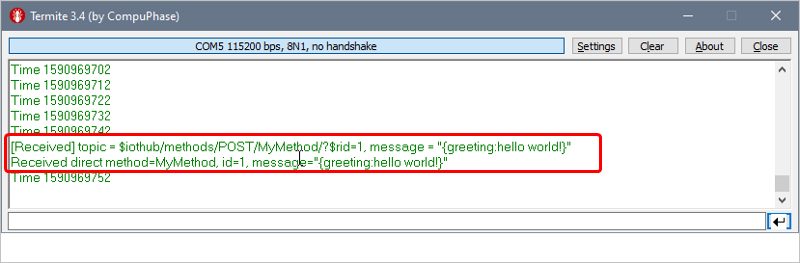 Termite 3.4 (by CompuPhase)
COM5 115200 bps, 8N1, no handshake Settings Clear About Close
Time 1590969702
Time 1590969712
Time 1590969722
Time 1590969732
Time 1590969742
[Received] topic = $iothub/methods/POST/MyMethod/?$rid=1, message = "{greeting:hello world!}"
Received direct method=MyMethod, id=1, message="{greeting:hello world!}"
Time 1590969752